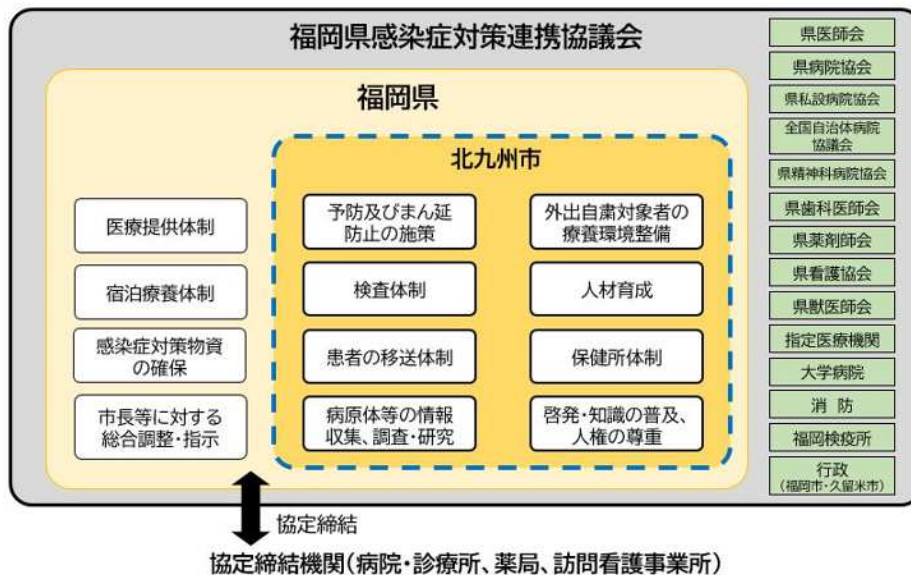 福岡県感染症対策連携協議会
福岡県
医療提供体制
宿泊療養体制
感染症対策物資
の確保
市長等に対する
総合調整・指示
北九州市
予防及びまん延
防止の施策
検査体制
患者の移送体制
病原体等の情報
収集、調査・研究
外出自粛対象者の
療養環境整備
人材育成
保健所体制
啓発・知識の普及、
人権の尊重
県医師会
県病院協会
県私設病院協会
全国自治体病院
協議会
県精神科病院協会
県歯科医師会
県薬剤師会
県看護協会
県獣医師会
指定医療機関
大学病院
消 防
福岡検疫所
行政
(福岡市・久留米市)
協定締結
協定締結機関(病院・診療所、薬局、訪問看護事業所)